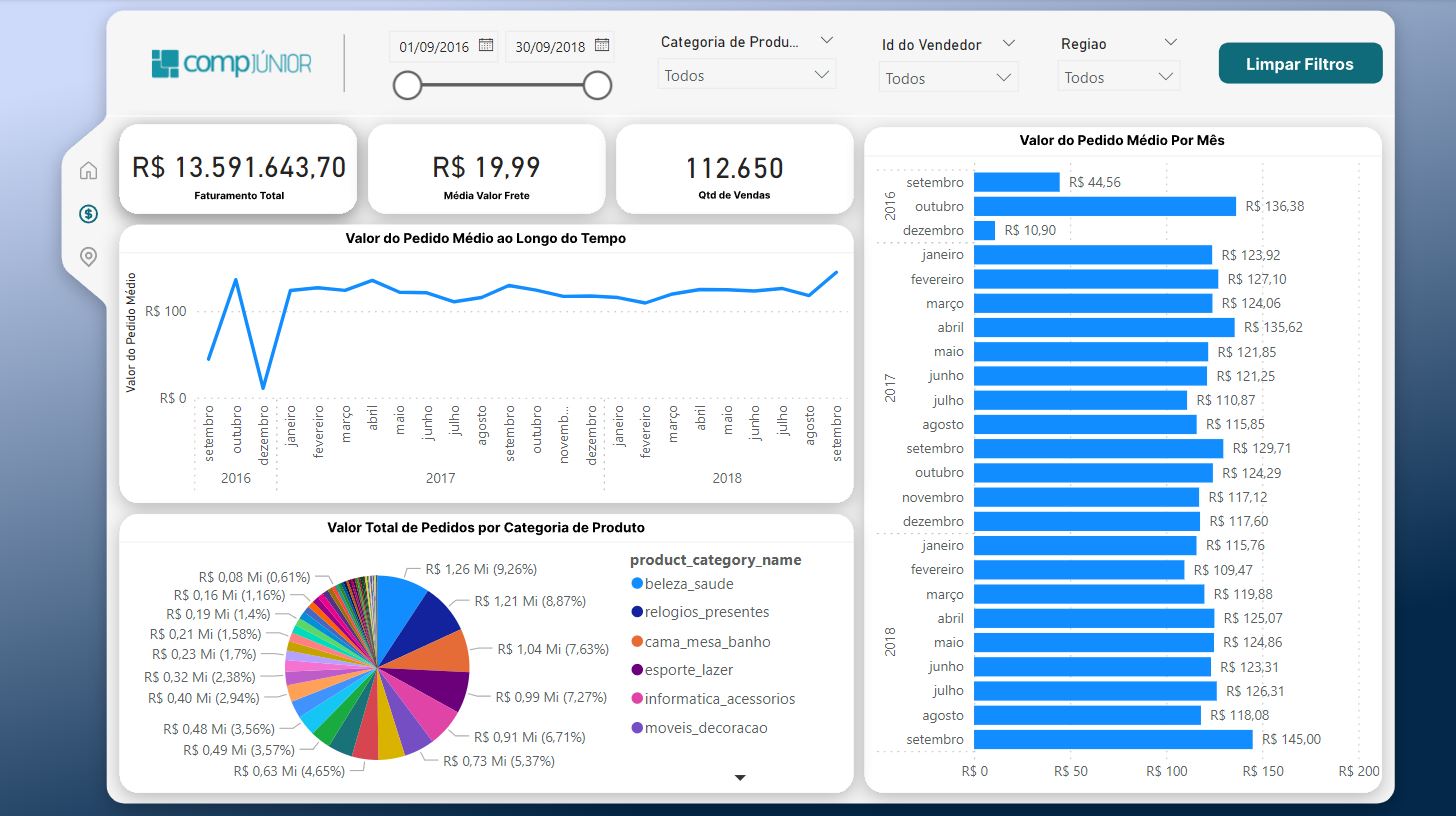 compJÚNIOR
01/09/2016
30/09/2018
Categoria de Produ...
Todos
Id do Vendedor
Todos
Regiao
Todos
Limpar Filtros
R$ 13.591.643,70
Faturamento Total
R$ 19,99
Média Valor Frete
112.650
Qtd de Vendas
Valor do Pedido Médio ao Longo do Tempo
Valor do Pedido Médio
R$ 100
R$ 0
setembro
outubro
dezembro
janeiro
fevereiro
março
abril
maio
junho
julho
agosto
setembro
outubro
novemb...
dezembro
janeiro
fevereiro
março
abril
maio
junho
julho
agosto
setembro
2016
2017
2018
Valor Total de Pedidos por Categoria de Produto
R$ 1,26 Mi (9,26%)
R$ 1,21 Mi (8,87%)
R$ 1,04 Mi (7,63%)
R$ 0,99 Mi (7,27%)
R$ 0,91 Mi (6,71%)
R$ 0,73 Mi (5,37%)
R$ 0,63 Mi (4,65%)
R$ 0,49 Mi (3,57%)
R$ 0,48 Mi (3,56%)
R$ 0,40 Mi (2,94%)
R$ 0,32 Mi (2,38%)
R$ 0,23 Mi (1,7%)
R$ 0,21 Mi (1,58%)
R$ 0,19 Mi (1,4%)
R$ 0,16 Mi (1,16%)
R$ 0,08 Mi (0,61%)
product_category_name
beleza_saude
relogios_presentes
cama_mesa_banho
esporte_lazer
informatica_acessorios
moveis_decoracao
Valor do Pedido Médio Por Mês
2016
setembro R$ 44,56
outubro R$ 136,38
dezembro R$ 10,90
2017
janeiro R$ 123,92
fevereiro R$ 127,10
março R$ 124,06
abril R$ 135,62
maio R$ 121,85
junho R$ 121,25
julho R$ 110,87
agosto R$ 115,85
setembro R$ 129,71
outubro R$ 124,29
novembro R$ 117,12
dezembro R$ 117,60
2018
janeiro R$ 115,76
fevereiro R$ 109,47
março R$ 119,88
abril R$ 125,07
maio R$ 124,86
junho R$ 123,31
julho R$ 126,31
agosto R$ 118,08
setembro R$ 145,00
R$ 0 R$ 50 R$ 100 R$ 150 R$ 200